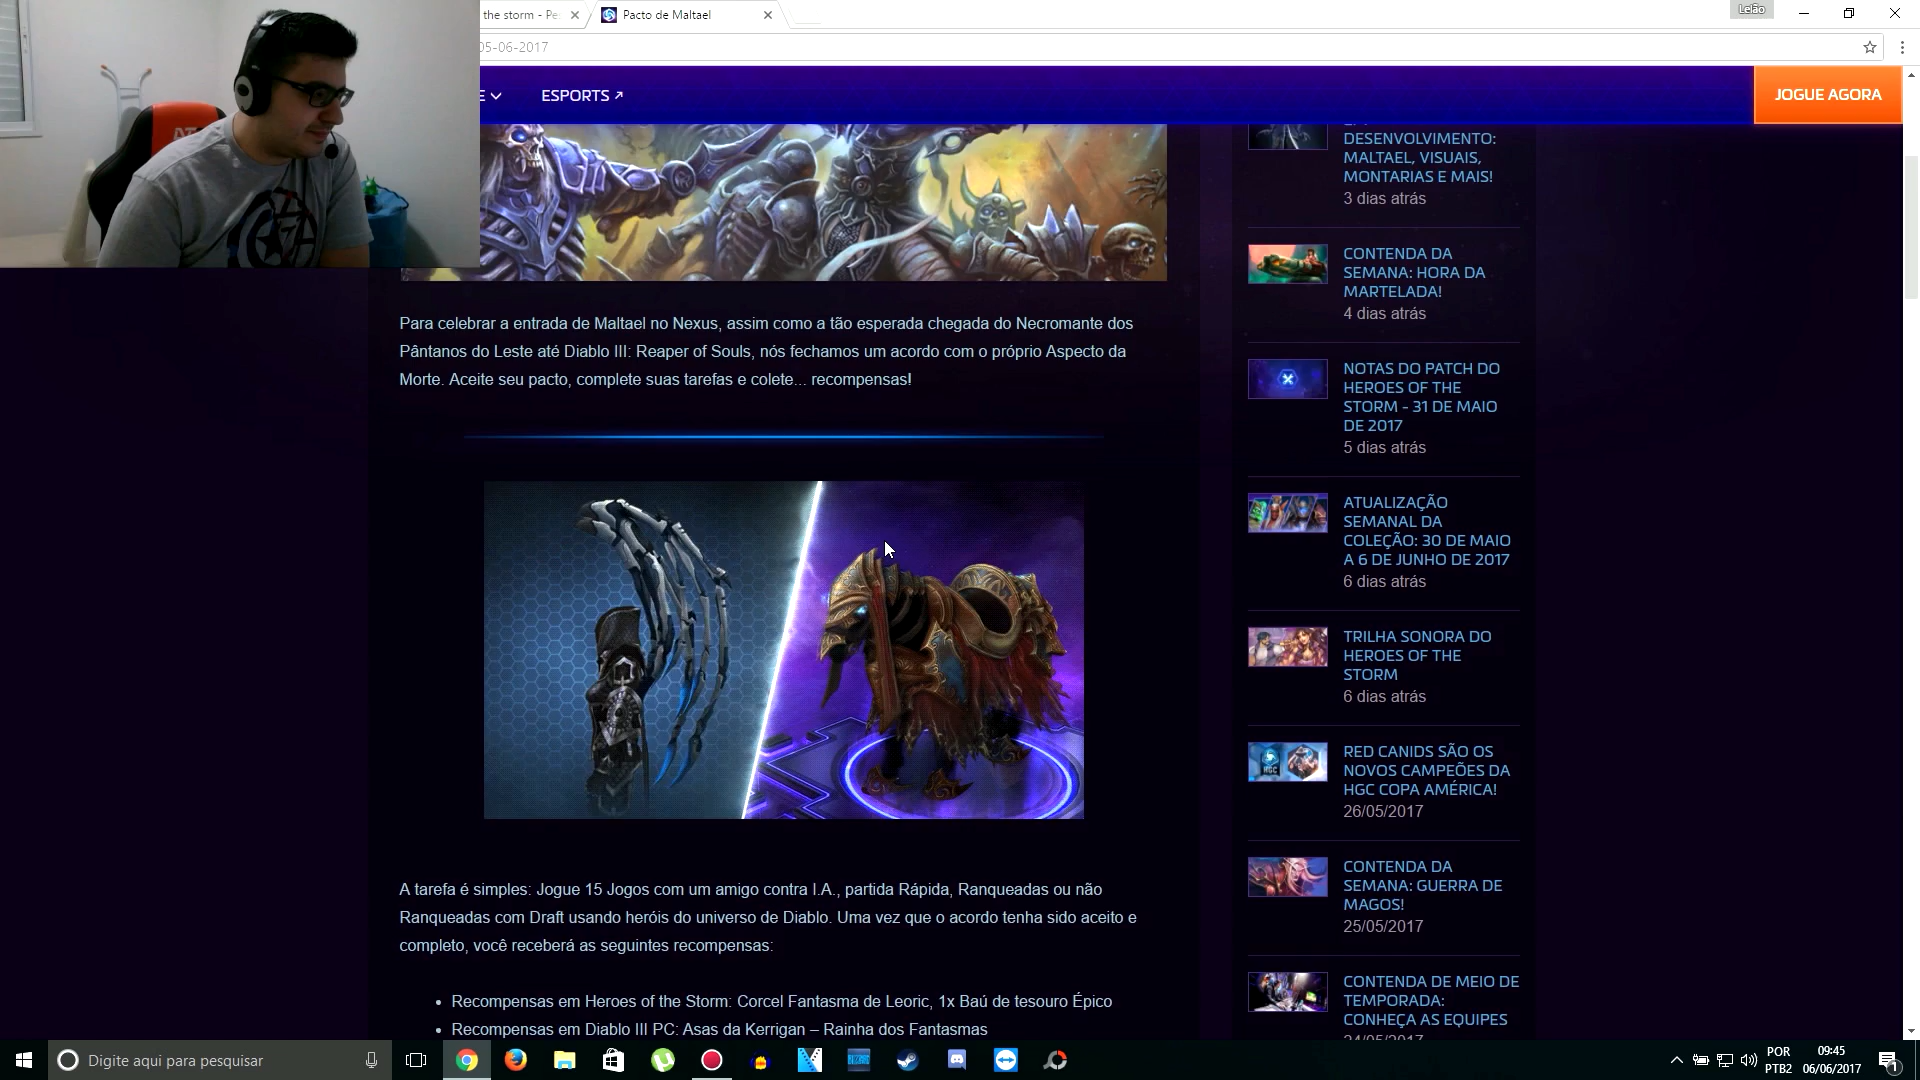 the storm - Pe
Pacto de Maltael
Leião
05-06-2017
E
ESPORTS
JOGUE AGORA
DESENVOLVIMENTO:
MALTAEL, VISUAIS,
MONTARIAS E MAIS!
3 dias atrás
CONTENDA DA
SEMANA: HORA DA
MARTELADA!
4 dias atrás
Para celebrar a entrada de Maltael no Nexus, assim como a tão esperada chegada do Necromante dos
Pântanos do Leste até Diablo III: Reaper of Souls, nós fechamos um acordo com o próprio Aspecto da
Morte. Aceite seu pacto, complete suas tarefas e colete... recompensas!
NOTAS DO PATCH DO
HEROES OF THE
STORM - 31 DE MAIO
DE 2017
5 dias atrás
ATUALIZAÇÃO
SEMANAL DA
COLEÇÃO: 30 DE MAIO
A 6 DE JUNHO DE 2017
6 dias atrás
TRILHA SONORA DO
HEROES OF THE
STORM
6 dias atrás
RED CANIDS SÃO OS
NOVOS CAMPEÕES DA
HGC COPA AMÉRICA!
26/05/2017
HGC
CONTENDA DA
SEMANA: GUERRA DE
MAGOS!
25/05/2017
A tarefa é simples: Jogue 15 Jogos com um amigo contra I.A., partida Rápida, Ranqueadas ou não
Ranqueadas com Draft usando heróis do universo de Diablo. Uma vez que o acordo tenha sido aceito e
completo, você receberá as seguintes recompensas:
• Recompensas em Heroes of the Storm: Corcel Fantasma de Leoric, 1x Baú de tesouro Épico
• Recompensas em Diablo III PC: Asas da Kerrigan – Rainha dos Fantasmas
CONTENDA DE MEIO DE
TEMPORADA:
CONHEÇA AS EQUIPES
24/05/2017
Digite aqui para pesquisar
POR
PTB2
09:45
06/06/2017
1